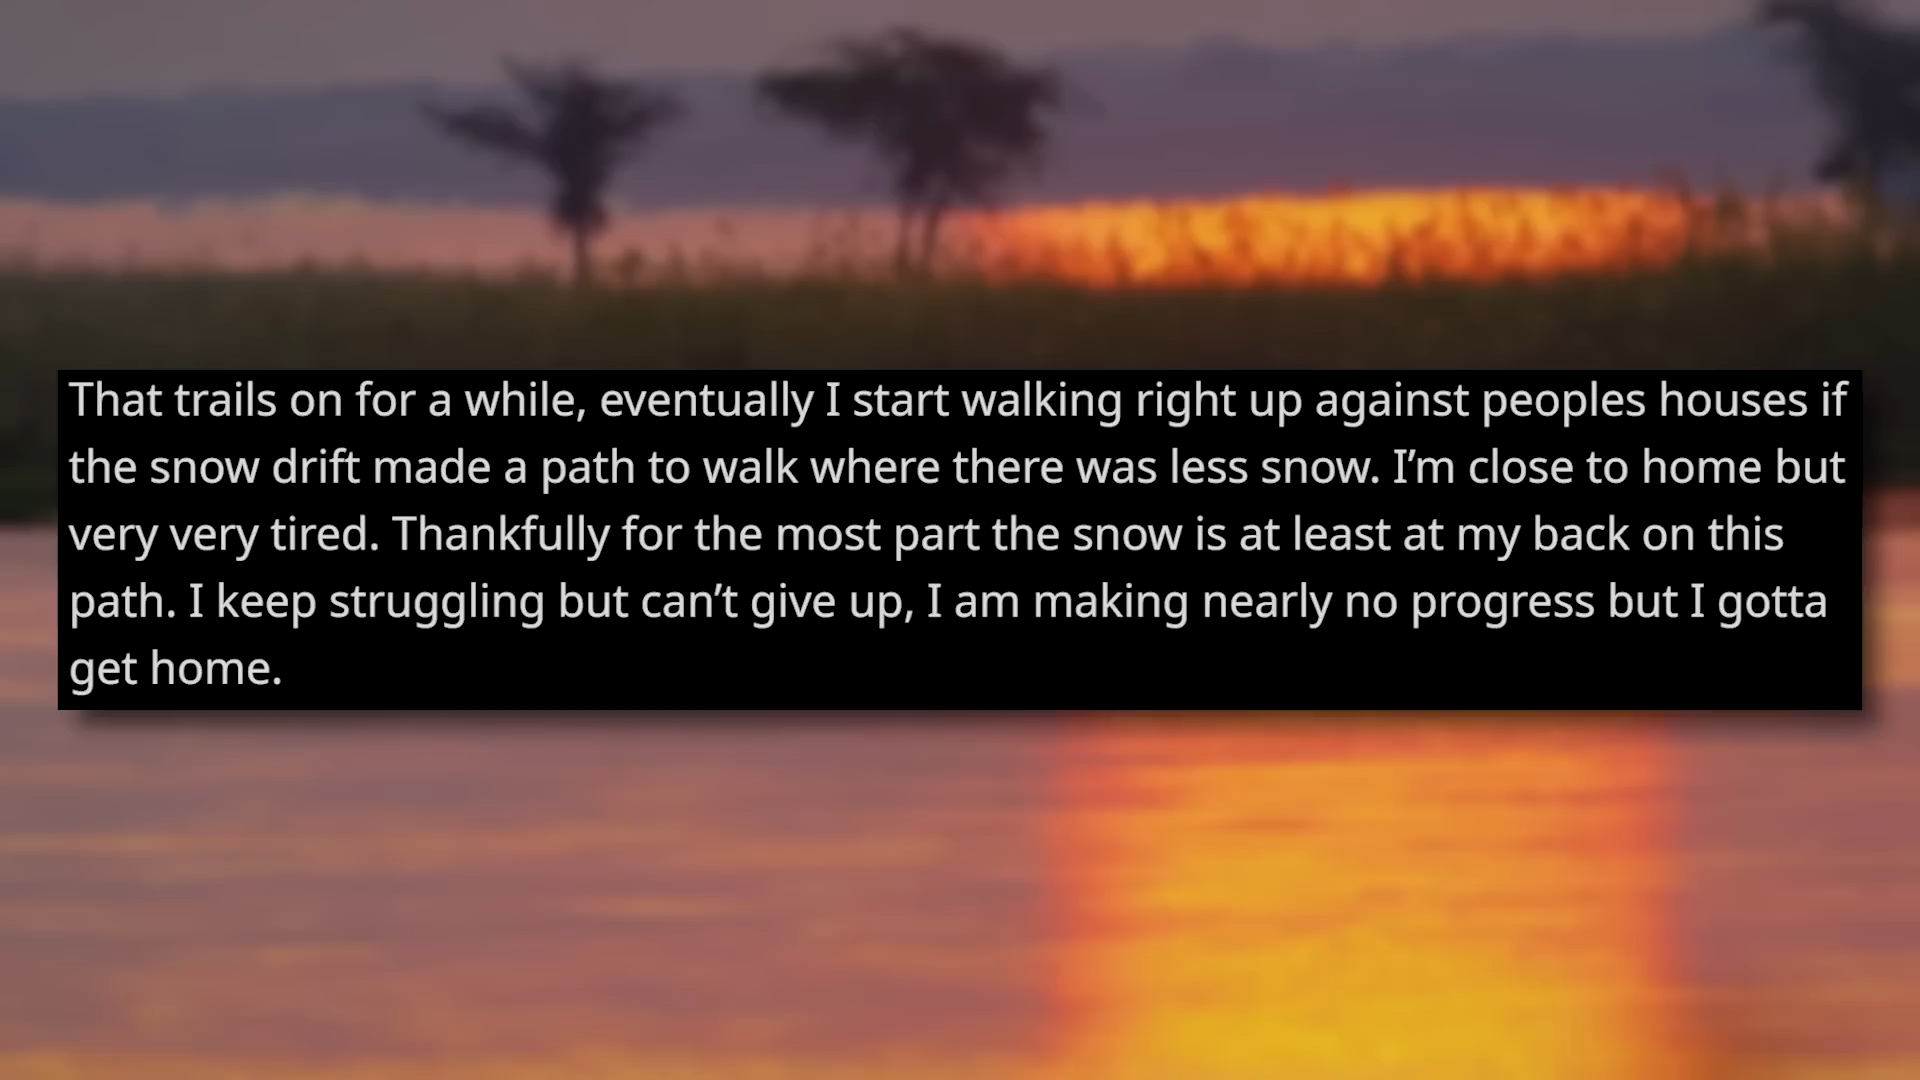 That trails on for a while, eventually I start walking right up against peoples houses if
the snow drift made a path to walk where there was less snow. I’m close to home but
very very tired. Thankfully for the most part the snow is at least at my back on this
path. I keep struggling but can’t give up, I am making nearly no progress but I gotta
get home.